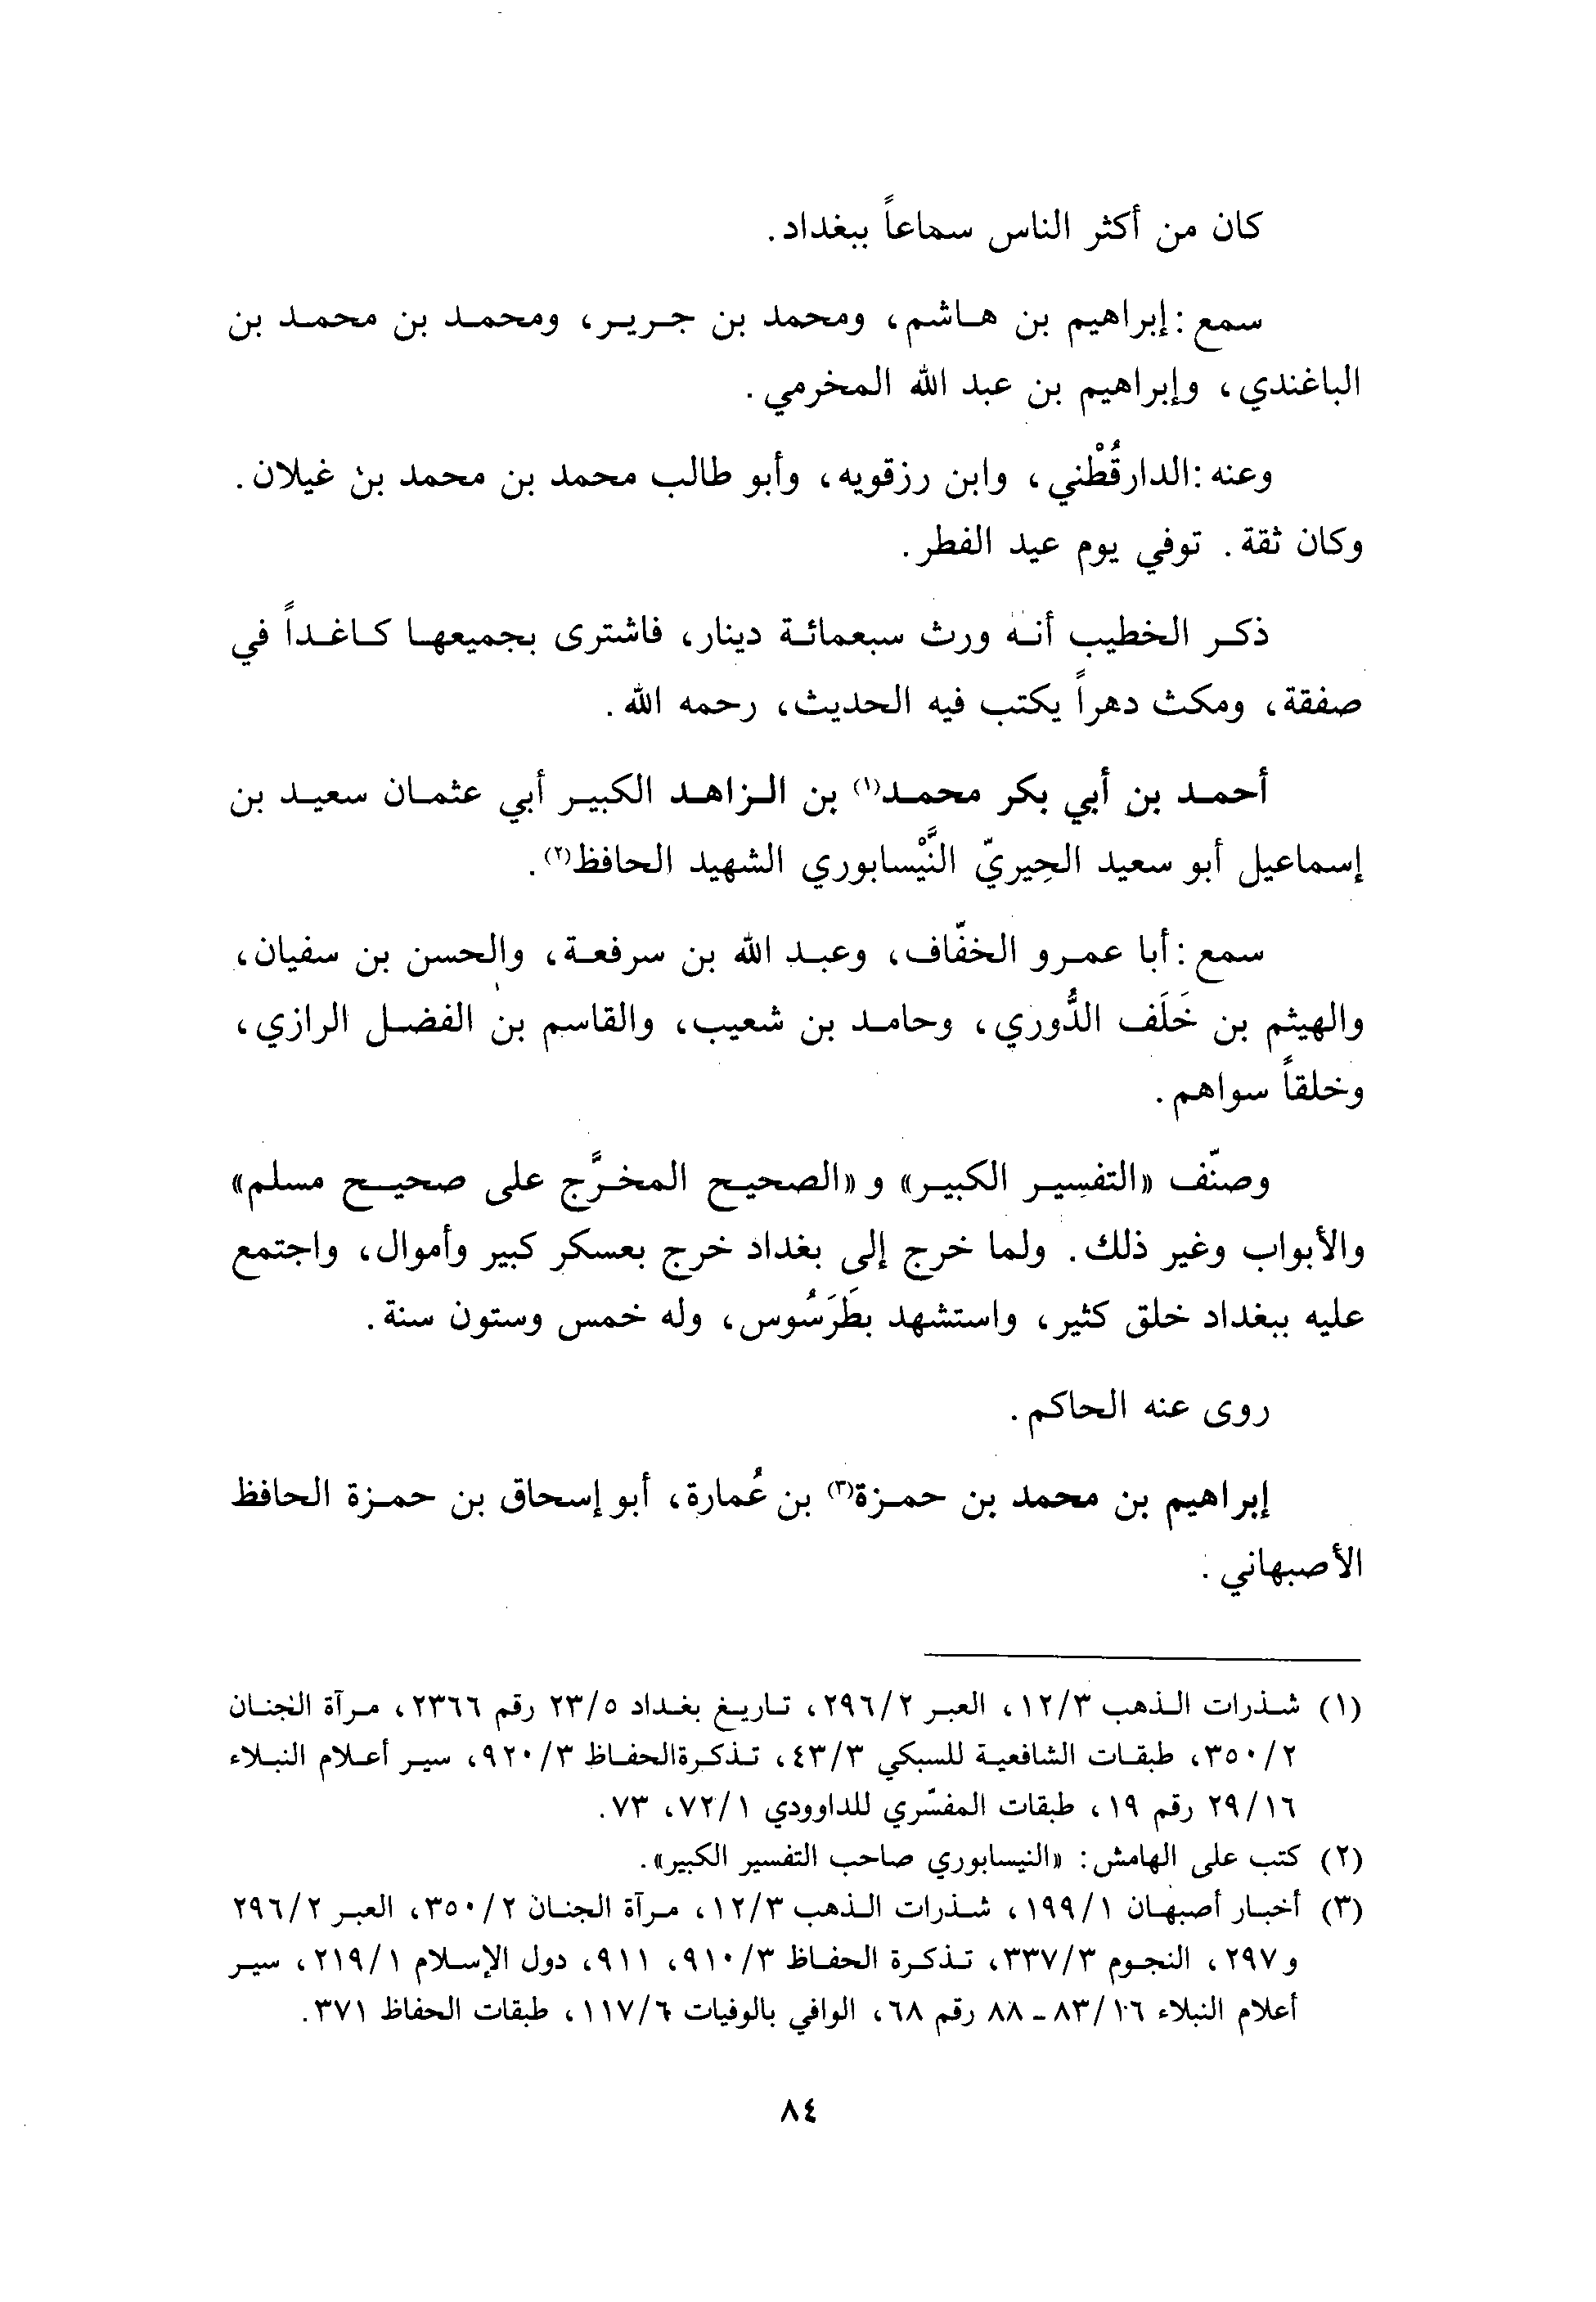 كان من أكثر الناس سماعاً ببغداد.
سمع: إبراهيم بن هاشم، ومحمد بن جرير، ومحمد بن محمد بن
الباغندي، وإبراهيم بن عبد الله المخرمي.
وعنه: الدارقُطْني، وابن رزقويه، وأبو طالب محمد بن محمد بن غيلان.
وكان ثقة. توفي يوم عيد الفطر.
ذكر الخطيب أنه ورث سبعمائة دينار، فاشترى بجميعها كاغداً في
صفقة، ومكث دهراً يكتب فيه الحديث، رحمه الله.
أحمد بن أبي بكر محمد(١) بن الزاهد الكبير أبي عثمان سعيد بن
إسماعيل أبو سعيد الحِيريّ النَّيْسابوري الشهيد الحافظ(٢).
سمع: أبا عمرو الخفّاف، وعبد الله بن سرفعة، والحسن بن سفيان،
والهيثم بن خَلَف الدُّوري، وحامد بن شعيب، والقاسم بن الفضل الرازي،
وخلقاً سواهم.
وصنّف «التفسير الكبير» و«الصحيح المخرَّج على صحيح مسلم»
والأبواب وغير ذلك. ولما خرج إلى بغداد خرج بعسكر كبير وأموال، واجتمع
عليه ببغداد خلق كثير، واستشهد بطَرَسُوس، وله خمس وستون سنة.
روى عنه الحاكم.
إبراهيم بن محمد بن حمزة(٣) بن عُمارة، أبو إسحاق بن حمزة الحافظ
الأصبهاني.
(١) شذرات الذهب ١٢/٣، العبر ٢٩٦/٢، تاريخ بغداد ٢٣/٥ رقم ٢٣٦٦، مرآة الجنان
٣٥٠/٢، طبقات الشافعية للسبكي ٤٣/٣، تذكرة الحفاظ ٩٢٠/٣، سير أعلام النبلاء
٢٩/١٦ رقم ١٩، طبقات المفسّري للداوودي ٧٢/١، ٧٣.
(٢) كتب على الهامش: «النيسابوري صاحب التفسير الكبير».
(٣) أخبار أصبهان ١٩٩/١، شذرات الذهب ١٢/٣، مرآة الجنان ٣٥٠/٢، العبر ٢٩٦/٢
و٢٩٧، النجوم ٣٣٧/٣، تذكرة الحفاظ ٩١٠/٣، ٩١١، دول الإسلام ٢١٩/١، سير
أعلام النبلاء ٨٣/١٦ - ٨٨ رقم ٦٨، الوافي بالوفيات ١١٧/٦، طبقات الحفاظ ٣٧١.
٨٤